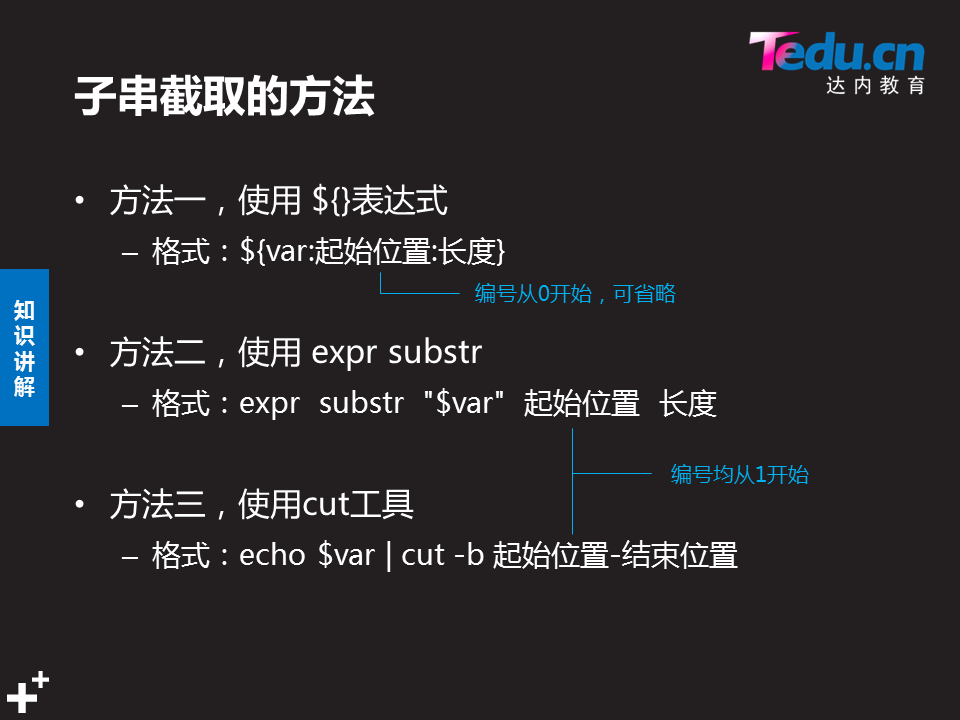 Tedu.cn
达内教育
子串截取的方法
• 方法一，使用 ${}表达式
– 格式：${var:起始位置:长度}
编号从0开始，可省略
知识讲解
• 方法二，使用 expr substr
– 格式：expr substr "$var" 起始位置 长度
编号均从1开始
• 方法三，使用cut工具
– 格式：echo $var | cut -b 起始位置-结束位置